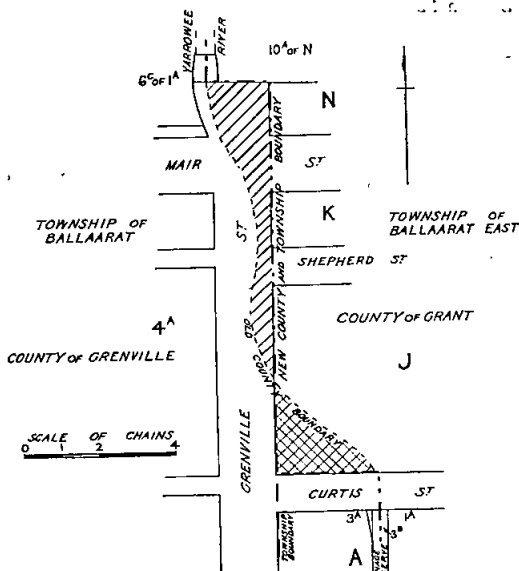 YARROWEE
RIVER
10ᴬ OF N
6ᶜ OF 1ᴬ
N
MAIR
ST
BOUNDARY
TOWNSHIP OF
BALLAARAT
ST
K
TOWNSHIP OF
BALLAARAT EAST
SHEPHERD ST
NEW COUNTY AND TOWNSHIP
COUNTY OF GRANT
4ᴬ
OLD
COUNTY
COUNTY OF GRENVILLE
J
BOUNDARY
SCALE OF CHAINS
0 1 2 4
GRENVILLE
CURTIS ST
TOWNSHIP
BOUNDARY
3ᴬ
1ᴬ
3ᴮ
A